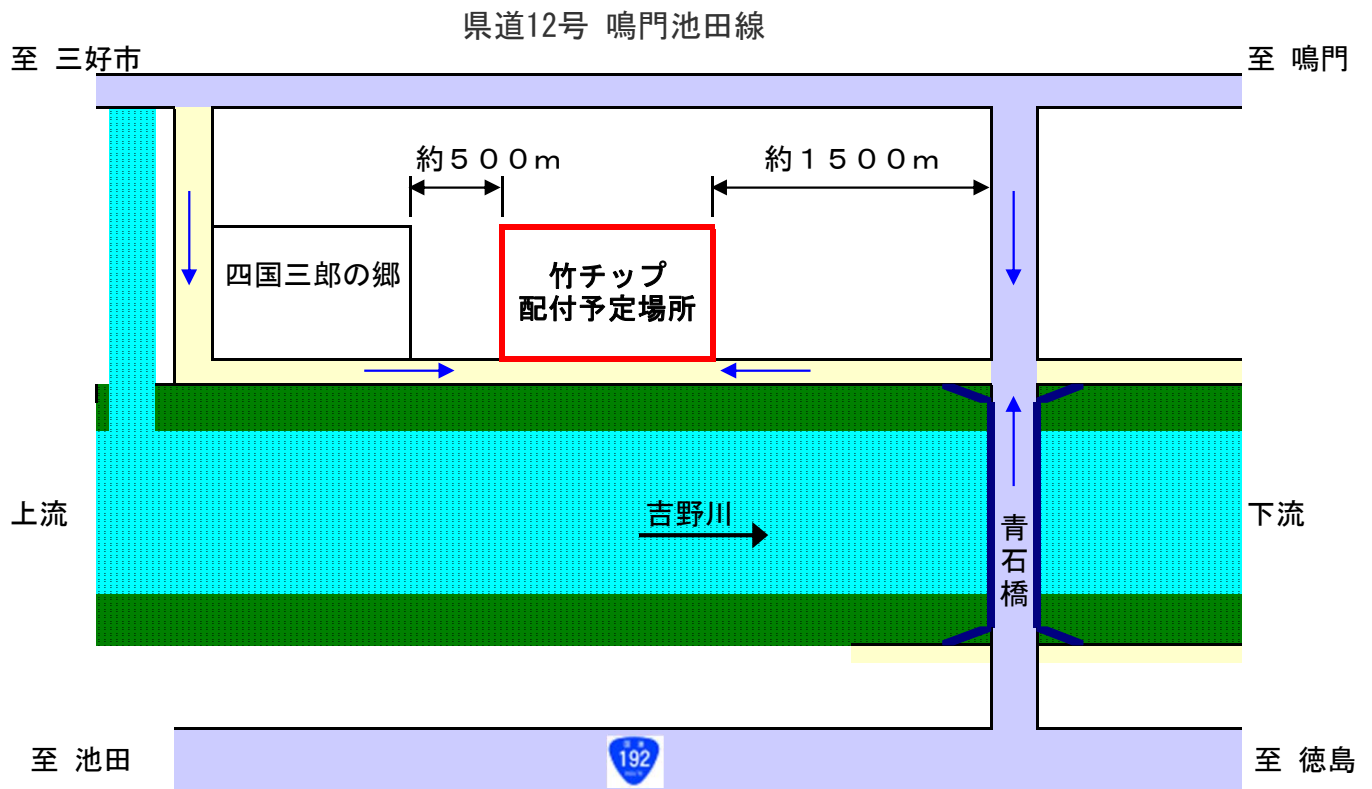 県道12号 鳴門池田線
至 三好市
至 鳴門
約５００ｍ
約１５００ｍ
四国三郎の郷
竹チップ
配付予定場所
上流
吉野川
下流
青石橋
192
至 池田
至 徳島